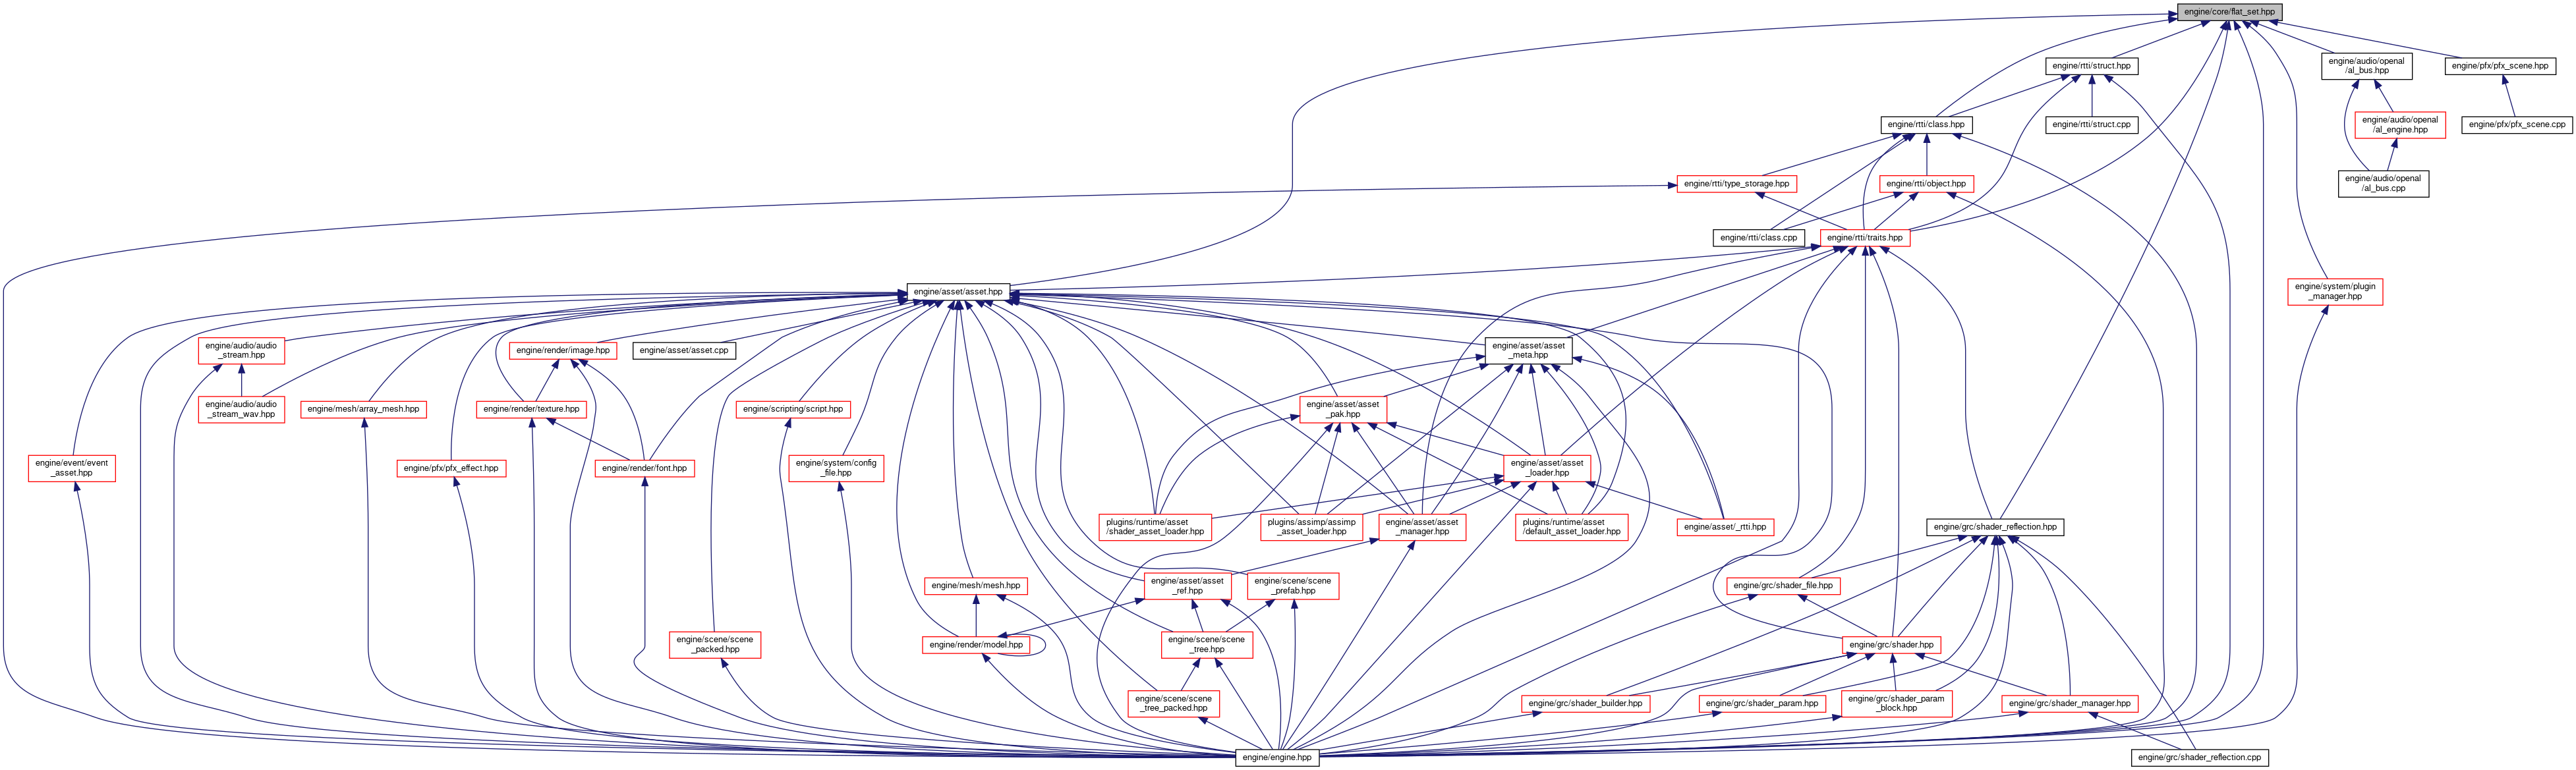 engine/core/flat_set.hpp
engine/rtti/struct.hpp
engine/audio/openal
/al_bus.hpp
engine/pfx/pfx_scene.hpp
engine/rtti/class.hpp
engine/rtti/struct.cpp
engine/audio/openal
/al_engine.hpp
engine/pfx/pfx_scene.cpp
engine/rtti/type_storage.hpp
engine/rtti/object.hpp
engine/audio/openal
/al_bus.cpp
engine/rtti/class.cpp
engine/rtti/traits.hpp
engine/asset/asset.hpp
engine/system/plugin
_manager.hpp
engine/audio/audio
_stream.hpp
engine/render/image.hpp
engine/asset/asset.cpp
engine/asset/asset
_meta.hpp
engine/audio/audio
_stream_wav.hpp
engine/mesh/array_mesh.hpp
engine/render/texture.hpp
engine/scripting/script.hpp
engine/asset/asset
_pak.hpp
engine/event/event
_asset.hpp
engine/pfx/pfx_effect.hpp
engine/render/font.hpp
engine/system/config
_file.hpp
engine/asset/asset
_loader.hpp
plugins/runtime/asset
/shader_asset_loader.hpp
plugins/assimp/assimp
_asset_loader.hpp
engine/asset/asset
_manager.hpp
plugins/runtime/asset
/default_asset_loader.hpp
engine/asset/_rtti.hpp
engine/grc/shader_reflection.hpp
engine/mesh/mesh.hpp
engine/asset/asset
_ref.hpp
engine/scene/scene
_prefab.hpp
engine/grc/shader_file.hpp
engine/scene/scene
_packed.hpp
engine/render/model.hpp
engine/scene/scene
_tree.hpp
engine/grc/shader.hpp
engine/scene/scene
_tree_packed.hpp
engine/grc/shader_builder.hpp
engine/grc/shader_param.hpp
engine/grc/shader_param
_block.hpp
engine/grc/shader_manager.hpp
engine/engine.hpp
engine/grc/shader_reflection.cpp